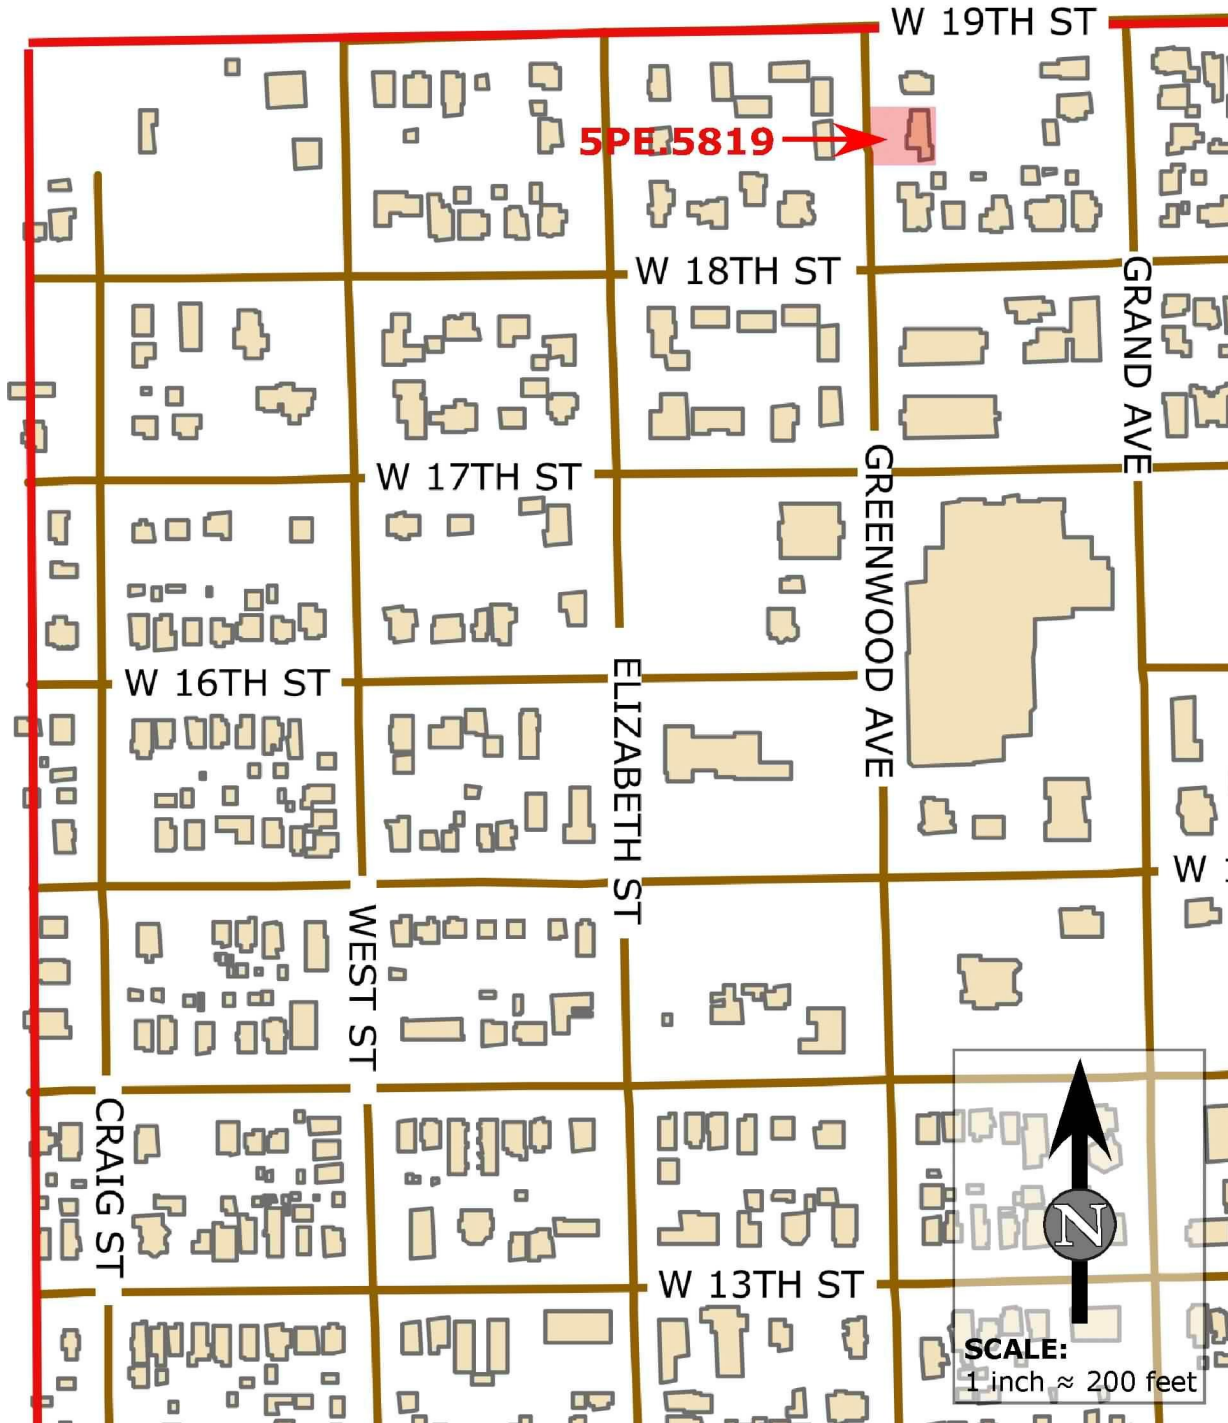 W 19TH ST
5PE.5819
W 18TH ST
GRAND AVE
W 17TH ST
GREENWOOD AVE
W 16TH ST
ELIZABETH ST
W
WEST ST
CRAIG ST
N
W 13TH ST
SCALE:
1 inch ≈ 200 feet